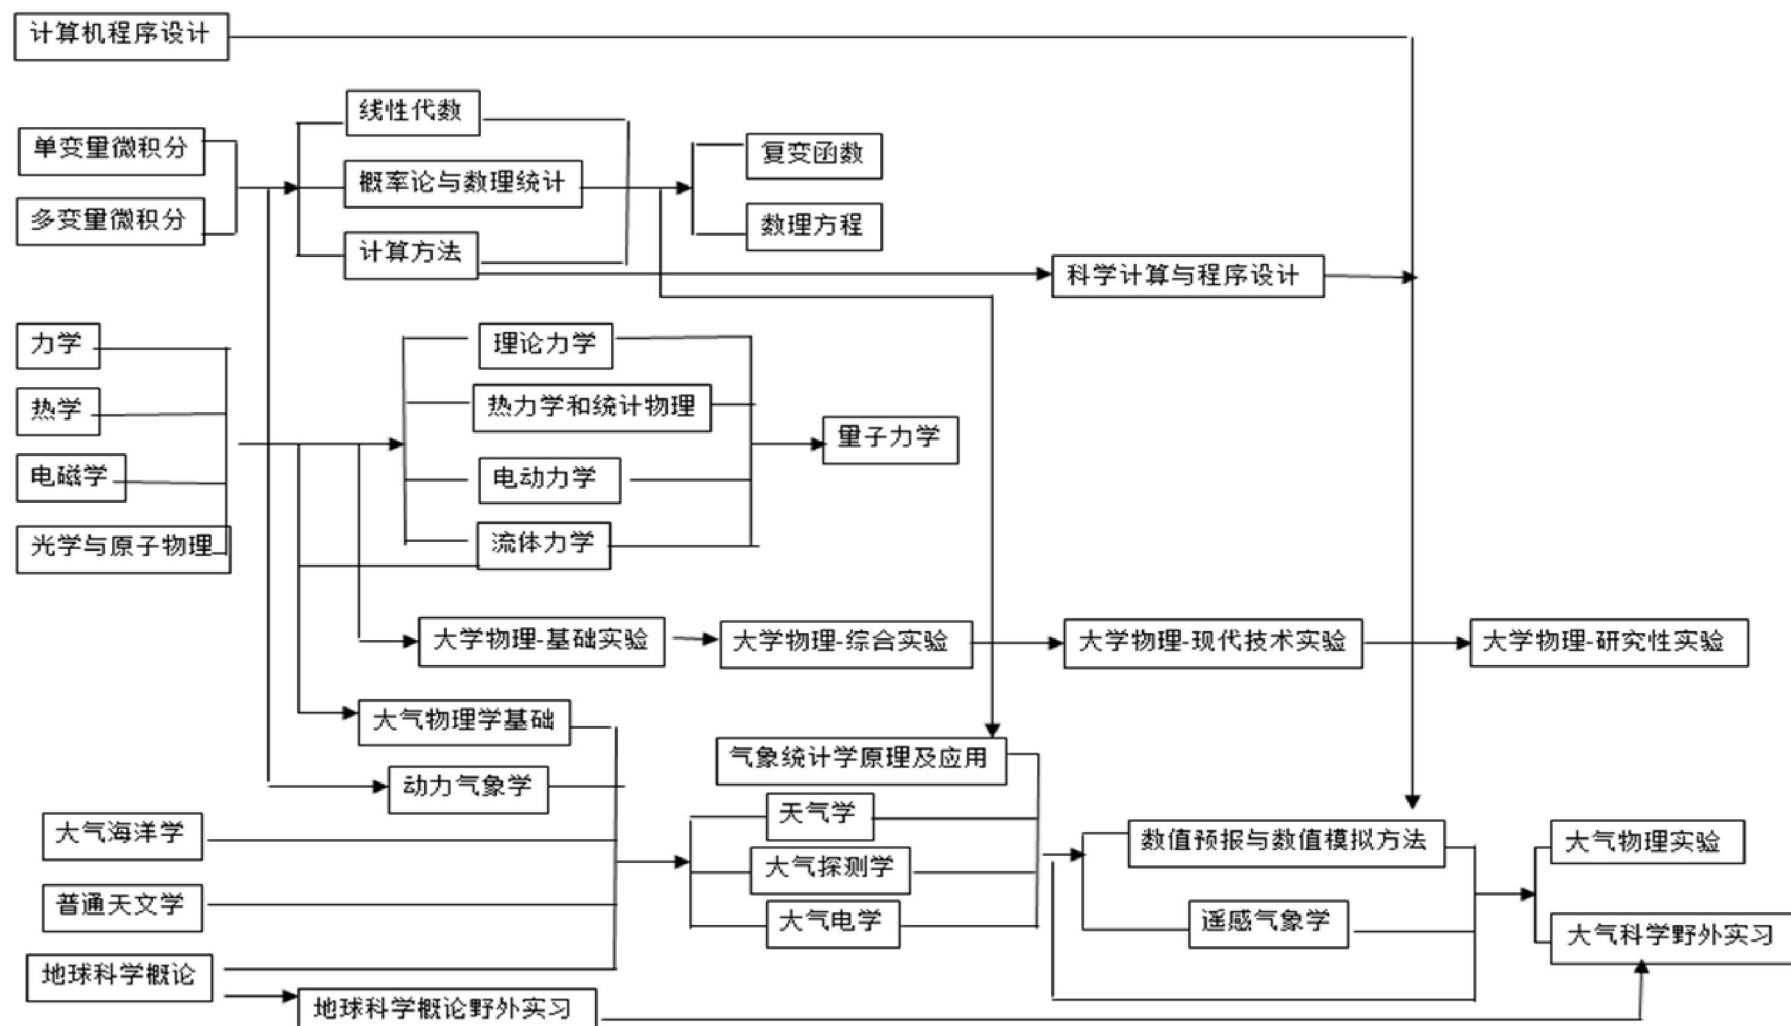 计算机程序设计
线性代数
单变量微积分
复变函数
概率论与数理统计
多变量微积分
数理方程
计算方法
科学计算与程序设计
力学
理论力学
热学
热力学和统计物理
量子力学
电磁学
电动力学
光学与原子物理
流体力学
大学物理-基础实验
大学物理-综合实验
大学物理-现代技术实验
大学物理-研究性实验
大气物理学基础
气象统计学原理及应用
动力气象学
天气学
大气海洋学
数值预报与数值模拟方法
大气物理实验
大气探测学
普通天文学
大气电学
遥感气象学
大气科学野外实习
地球科学概论
地球科学概论野外实习